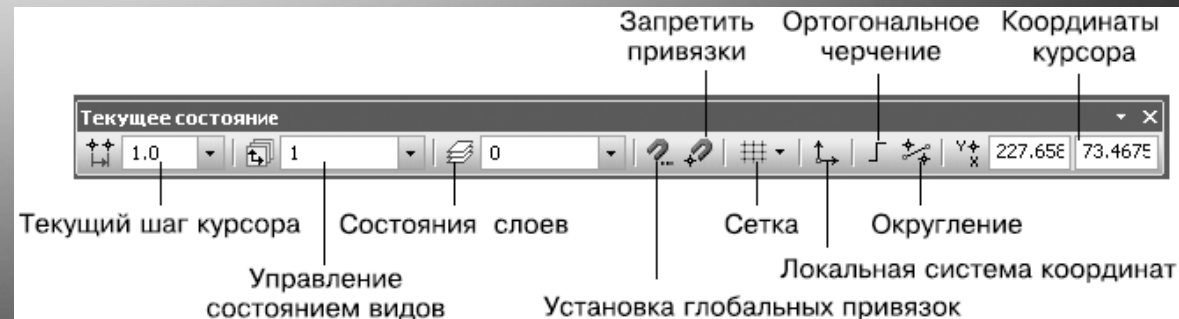 Запретить привязки
Ортогональное черчение
Координаты курсора
Текущее состояние
1.0
1
0
Y
X
227.658
73.4675
Текущий шаг курсора
Состояния слоев
Сетка
Округление
Управление состоянием видов
Локальная система координат
Установка глобальных привязок